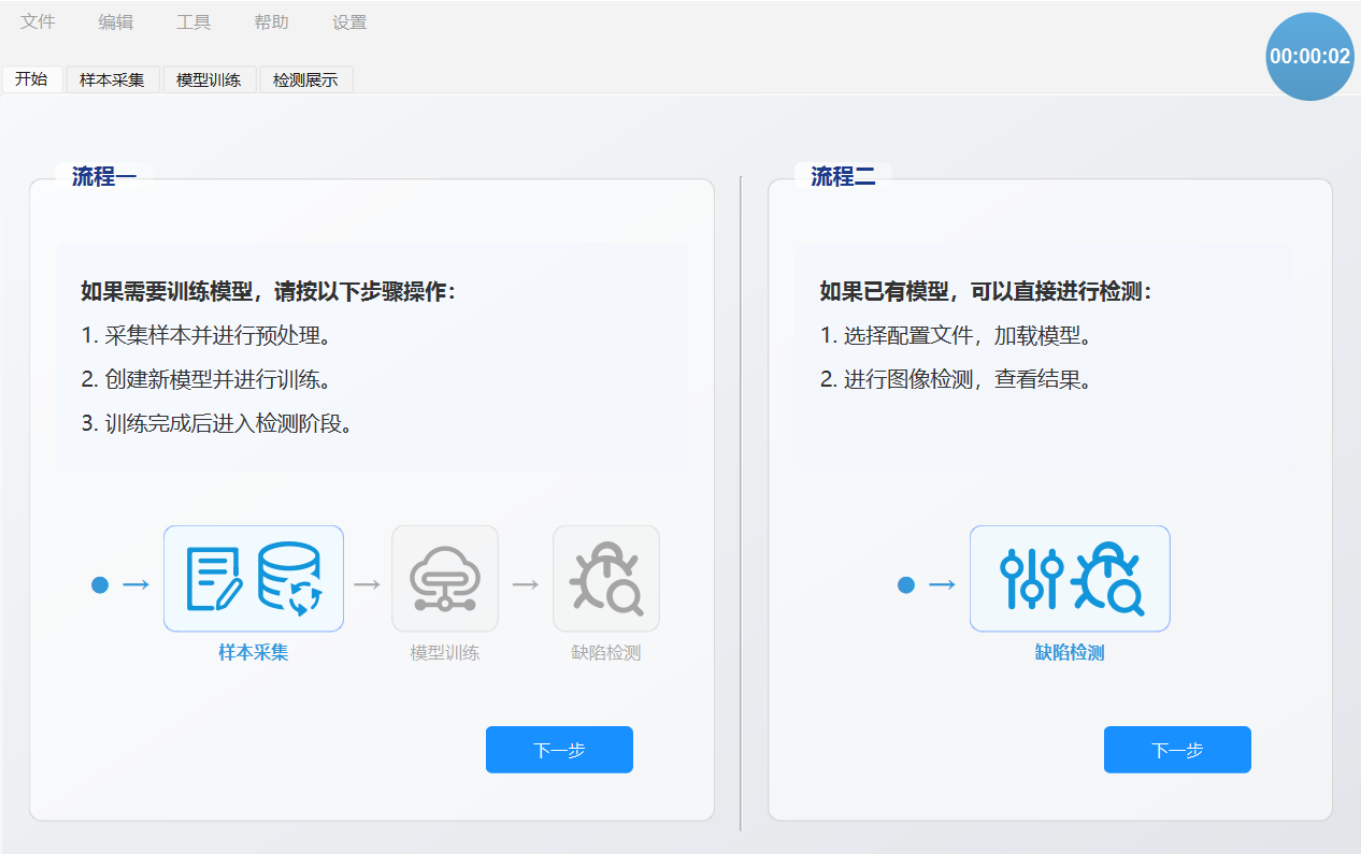 文件 编辑 工具 帮助 设置
00:00:02
开始 样本采集 模型训练 检测展示
流程一
如果需要训练模型，请按以下步骤操作：
1. 采集样本并进行预处理。
2. 创建新模型并进行训练。
3. 训练完成后进入检测阶段。
样本采集 模型训练 缺陷检测
下一步
流程二
如果已有模型，可以直接进行检测：
1. 选择配置文件，加载模型。
2. 进行图像检测，查看结果。
缺陷检测
下一步